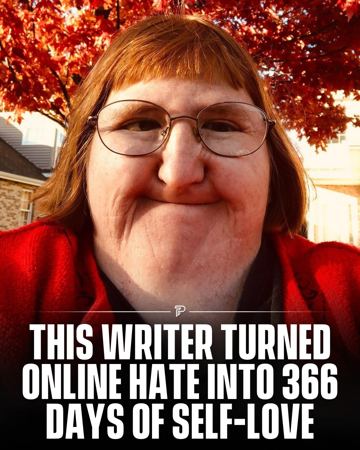 THIS WRITER TURNED
ONLINE HATE INTO 366
DAYS OF SELF-LOVE